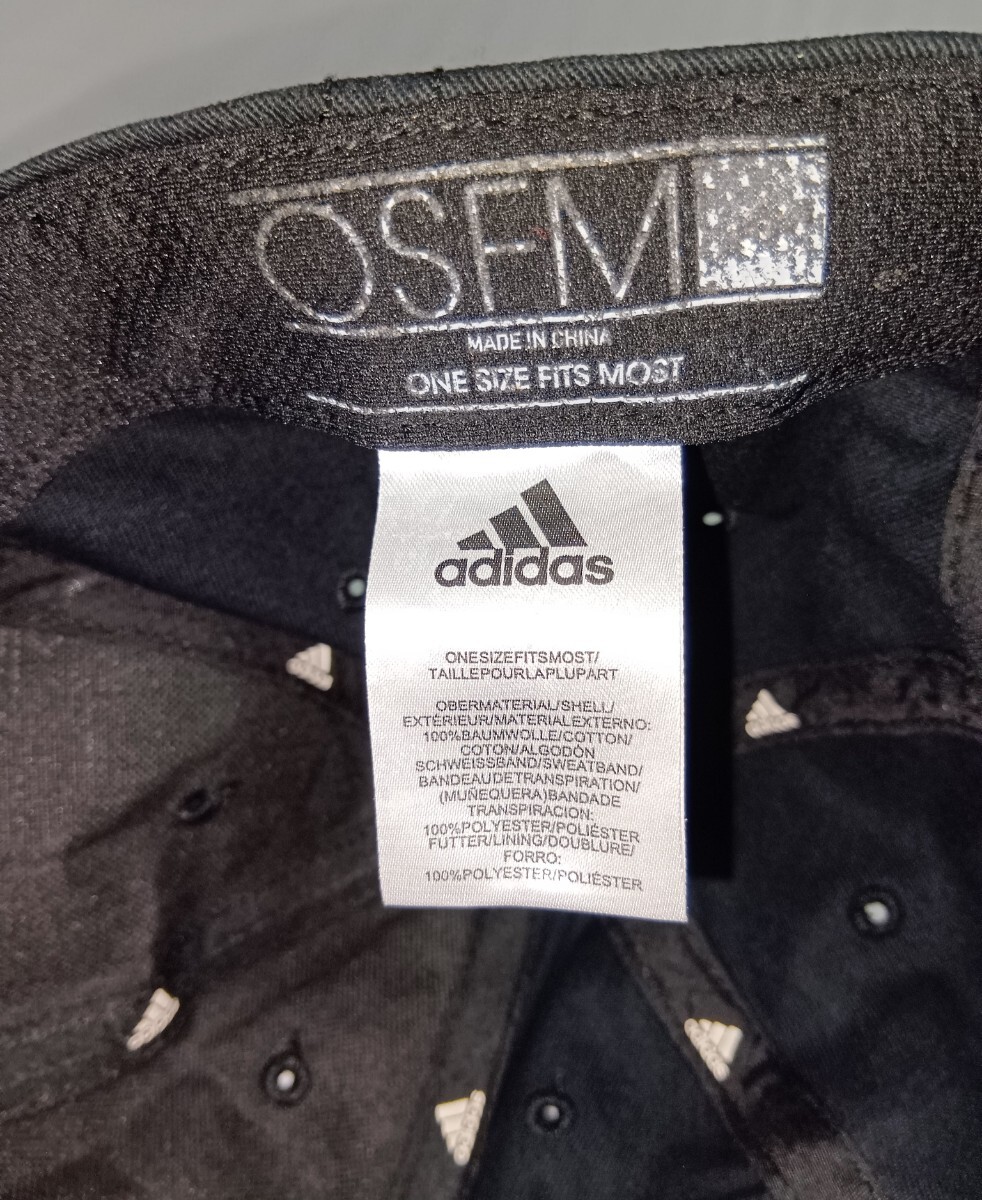 OSFM
MADE IN CHINA
ONE SIZE FITS MOST
adidas
ONESIZEFITSMOST/
TAILLEPOURLAPLUPART
OBERMATERIAL/SHELL/
EXTÉRIEUR/MATERIALEXTERNO:
100%BAUMWOLLE/COTTON/
COTON/ALGODÓN
SCHWEISSBAND/SWEATBAND/
BANDEAUDETRANSPIRATION/
(MUÑEQUERA)BANDADE
TRANSPIRACION:
100%POLYESTER/POLIÉSTER
FUTTER/LINING/DOUBLURE/
FORRO:
100%POLYESTER/POLIÉSTER